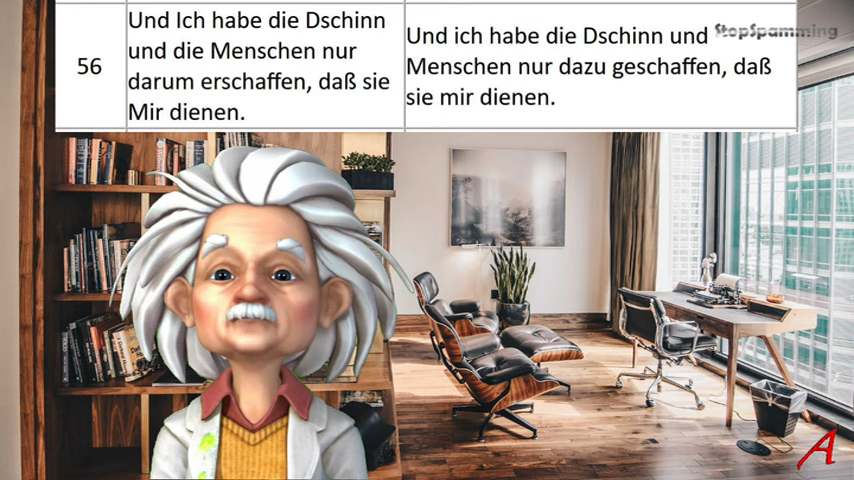 56
Und Ich habe die Dschinn
und die Menschen nur
darum erschaffen, daß sie
Mir dienen.
Und ich habe die Dschinn und
Menschen nur dazu geschaffen, daß
sie mir dienen.
StopSpamming
A